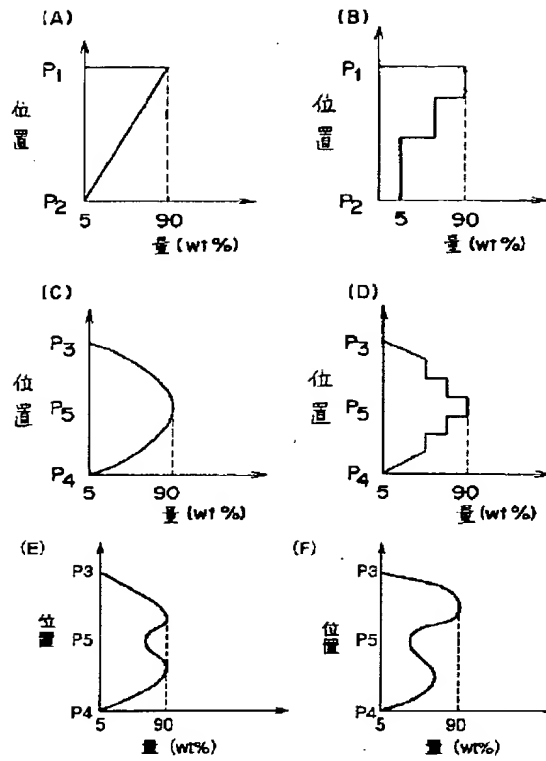 (A)
P1
位
置
P2
5 90
量 (wt%)
(B)
P1
位
置
P2
5 90
量 (wt%)
(C)
P3
位
置
P5
P4
5 90
量 (wt%)
(D)
P3
位
置
P5
P4
5 90
量 (wt%)
(E)
P3
位
置
P5
P4
5 90
量 (wt%)
(F)
P3
位
置
P5
P4
5 90
量 (wt%)